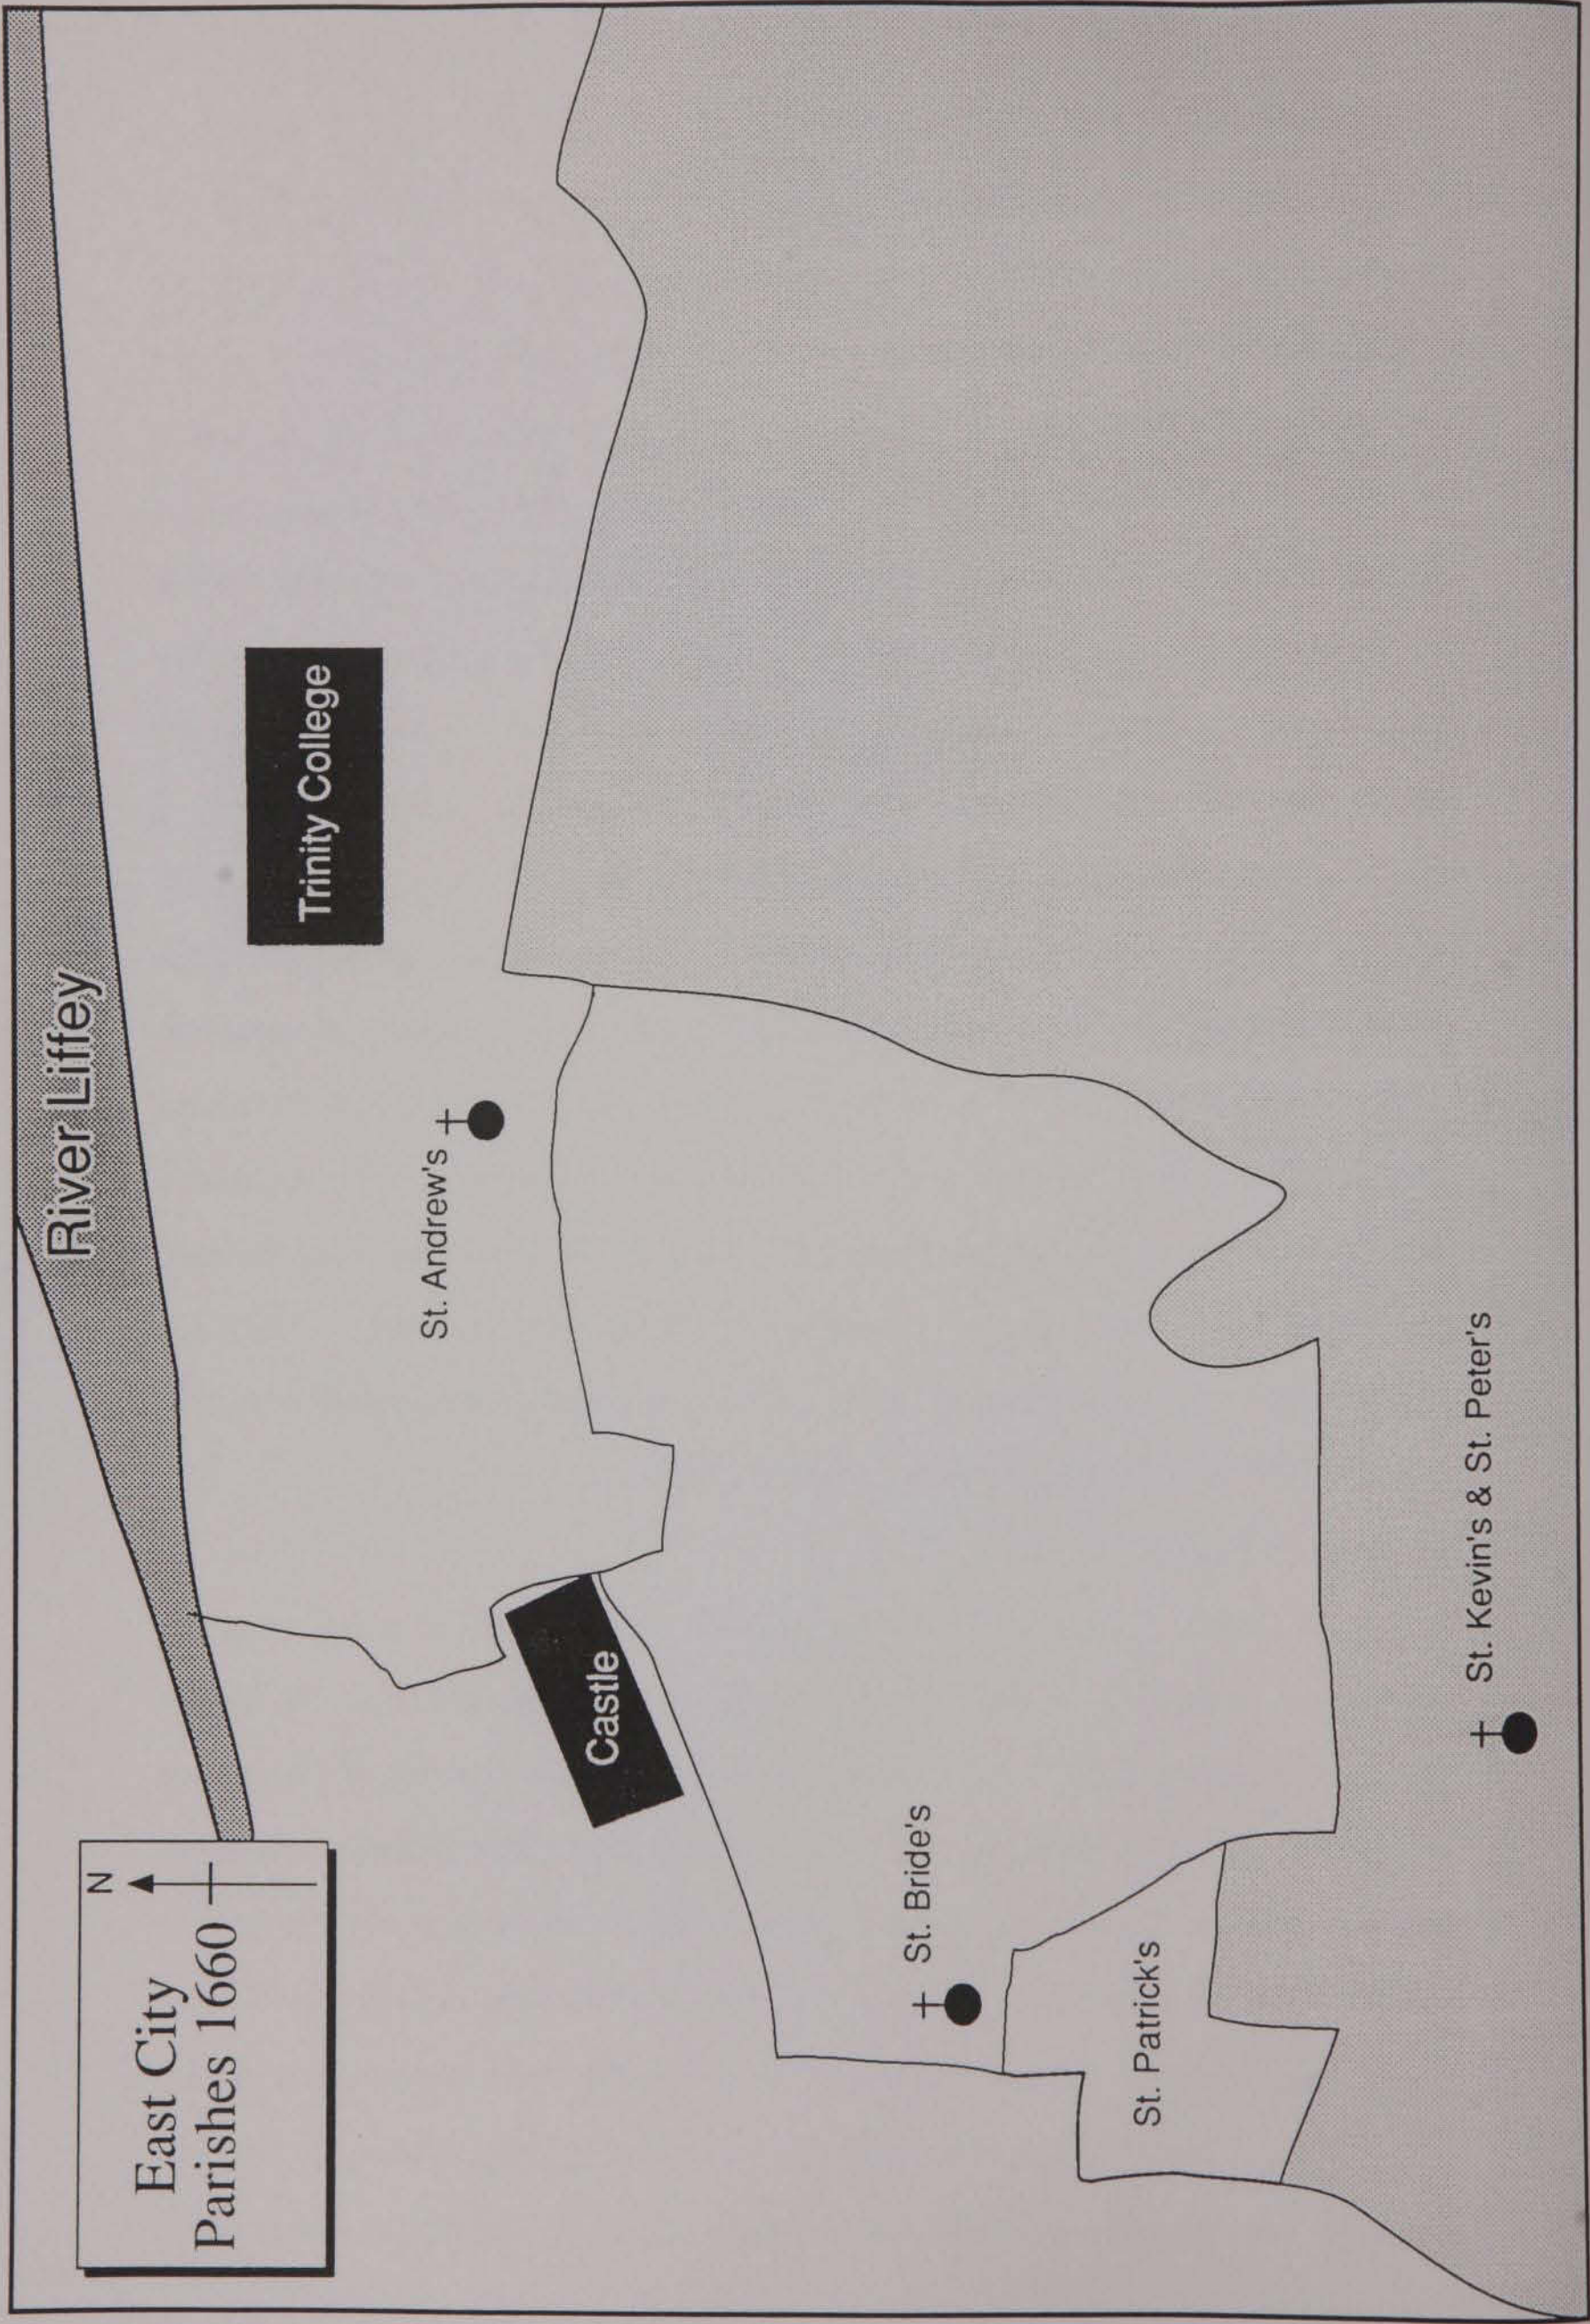 East City
Parishes 1660
N
River Liffey
Trinity College
St. Andrew's
Castle
St. Bride's
St. Patrick's
St. Kevin's & St. Peter's